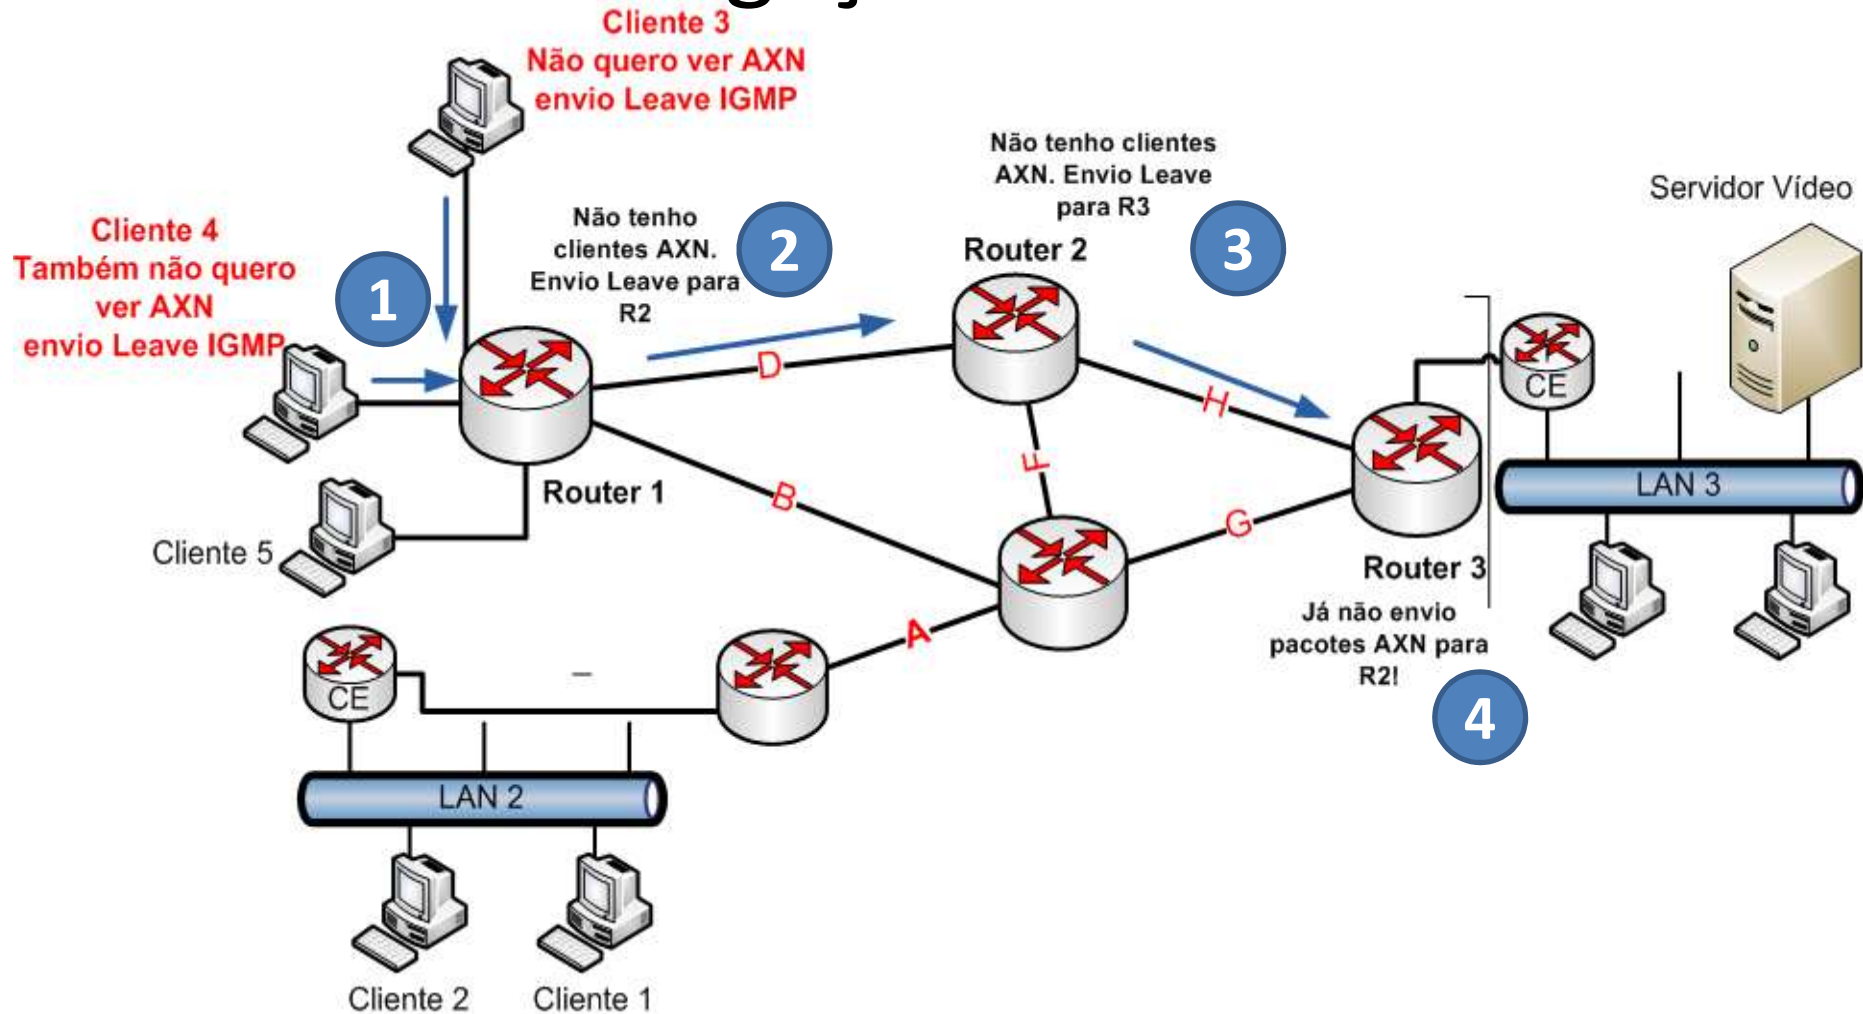 Cliente 3
Não quero ver AXN
envio Leave IGMP
Cliente 4
Também não quero
ver AXN
envio Leave IGMP
1
Não tenho
clientes AXN.
Envio Leave para
R2
2
Não tenho clientes
AXN. Envio Leave
para R3
3
Router 2
Servidor Vídeo
D
H
CE
F
B
G
Router 1
LAN 3
Cliente 5
Router 3
Já não envio
pacotes AXN para
R2!
4
A
–
CE
LAN 2
Cliente 2
Cliente 1